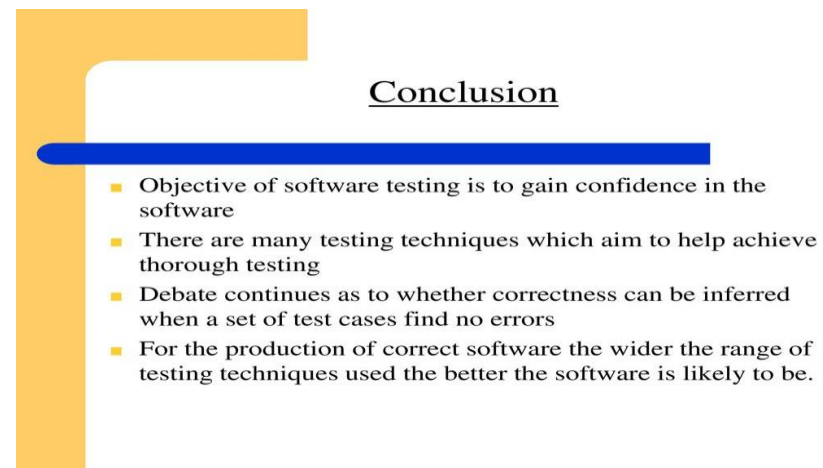 Conclusion
Objective of software testing is to gain confidence in the
software
There are many testing techniques which aim to help achieve
thorough testing
Debate continues as to whether correctness can be inferred
when a set of test cases find no errors
For the production of correct software the wider the range of
testing techniques used the better the software is likely to be.